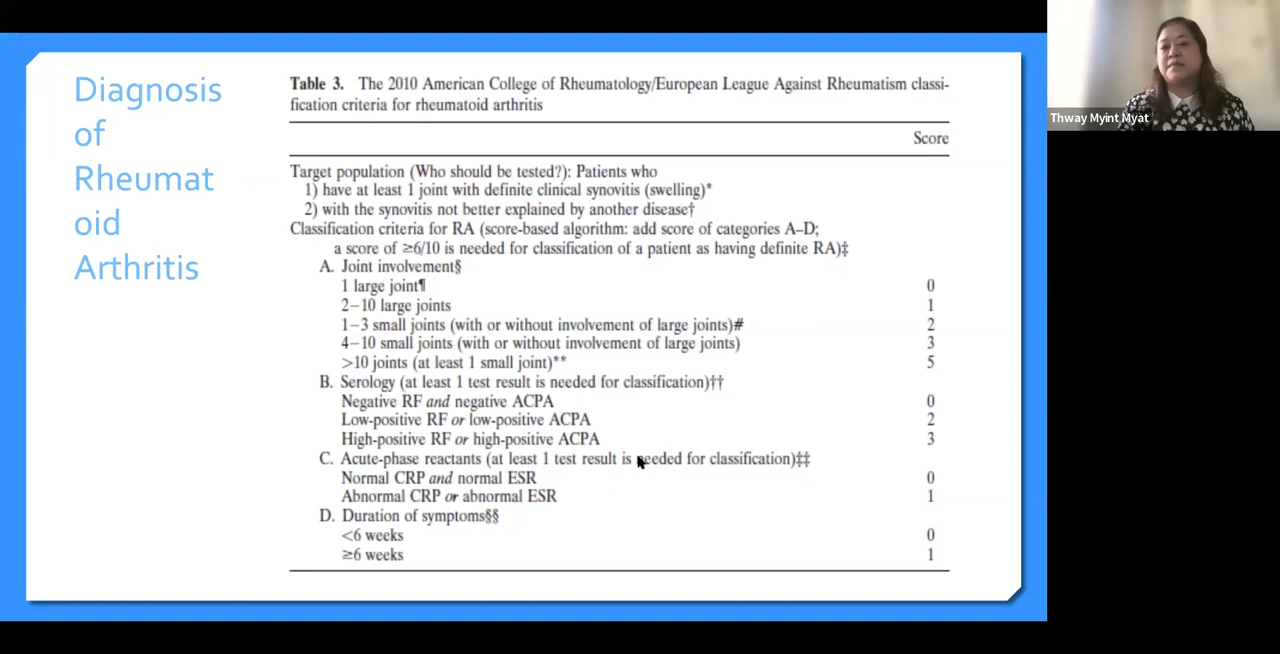 Diagnosis
of
Rheumat
oid
Arthritis
Table 3. The 2010 American College of Rheumatology/European League Against Rheumatism classi-
fication criteria for rheumatoid arthritis
Score
Target population (Who should be tested?): Patients who
1) have at least 1 joint with definite clinical synovitis (swelling)*
2) with the synovitis not better explained by another disease†
Classification criteria for RA (score-based algorithm: add score of categories A–D;
a score of ≥6/10 is needed for classification of a patient as having definite RA)‡
A. Joint involvement§
1 large joint¶ 0
2–10 large joints 1
1–3 small joints (with or without involvement of large joints)# 2
4–10 small joints (with or without involvement of large joints) 3
>10 joints (at least 1 small joint)** 5
B. Serology (at least 1 test result is needed for classification)††
Negative RF and negative ACPA 0
Low-positive RF or low-positive ACPA 2
High-positive RF or high-positive ACPA 3
C. Acute-phase reactants (at least 1 test result is needed for classification)‡‡
Normal CRP and normal ESR 0
Abnormal CRP or abnormal ESR 1
D. Duration of symptoms§§
<6 weeks 0
≥6 weeks 1
Thway Myint Myat